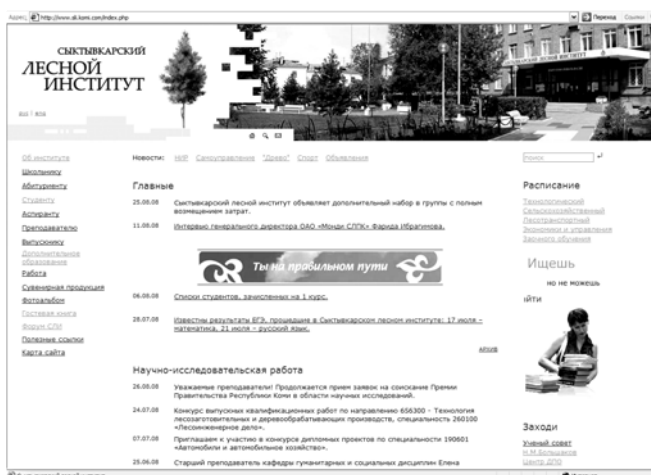 Адрес: http://www.sli.komi.com/index.php Переход Ссылки
СЫКТЫВКАРСКИЙ
ЛЕСНОЙ
ИНСТИТУТ
рус | eng
СЫКТЫВКАРСКИЙ ЛЕСНОЙ ИНСТИТУТ
Об институте
Школьнику
Абитуриенту
Студенту
Аспиранту
Преподавателю
Выпускнику
Дополнительное
образование
Работа
Сувенирная продукция
Фотоальбом
Гостевая книга
Форум СЛИ
Полезные ссылки
Карта сайта
Новости: НИР Самоуправление "Древо" Спорт Объявления
Главные
25.08.08 Сыктывкарский лесной институт объявляет дополнительный набор в группы с полным
возмещением затрат.
11.08.08 Интервью генерального директора ОАО «Монди СЛПК» Фарида Ибрагимова.
Ты на правильном пути
06.08.08 Списки студентов, зачисленных на 1 курс.
28.07.08 Известны результаты ЕГЭ, прошедшие в Сыктывкарском лесном институте: 17 июля –
математика, 21 июля – русский язык.
Архив
Научно-исследовательская работа
26.08.08 Уважаемые преподаватели! Продолжается прием заявок на соискание Премии
Правительства Республики Коми в области научных исследований.
24.07.08 Конкурс выпускных квалификационных работ по направлению 656300 - Технология
лесозаготовительных и деревообрабатывающих производств, специальность 260100
«Лесоинженерное дело».
07.07.08 Приглашаем к участию в конкурсе дипломных проектов по специальности 190601
«Автомобили и автомобильное хозяйство».
25.06.08 Старший преподаватель кафедры гуманитарных и социальных дисциплин Елена
поиск
Расписание
Технологический
Сельскохозяйственный
Лесотранспортный
Экономики и управления
Заочного обучения
Ищешь
но не можешь
йти
Заходи
Ученый совет
Н.М.Большаков
Центр ДПО